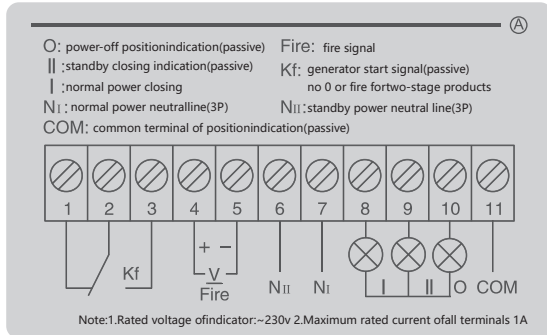 A
O: power-off positionindication(passive) Fire: fire signal
II :standby closing indication(passive) Kf: generator start signal(passive)
I :normal power closing no 0 or fire fortwo-stage products
NI: normal power neutralline(3P) NII:standby power neutral line(3P)
COM: common terminal of positionindication(passive)
1 2 3 4 5 6 7 8 9 10 11
+ −
Kf V NII NI I II O COM
Fire
Note:1.Rated voltage ofindicator:~230v 2.Maximum rated current ofall terminals 1A